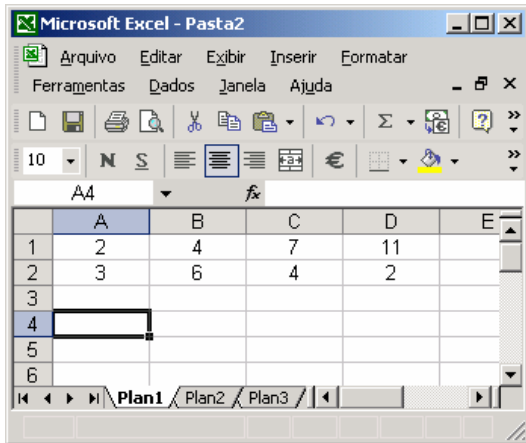 Microsoft Excel - Pasta2
Arquivo Editar Exibir Inserir Formatar
Ferramentas Dados Janela Ajuda
10 N S €
A4 fx
A B C D E
1 2 4 7 11
2 3 6 4 2
3
4
5
6
Plan1 Plan2 Plan3